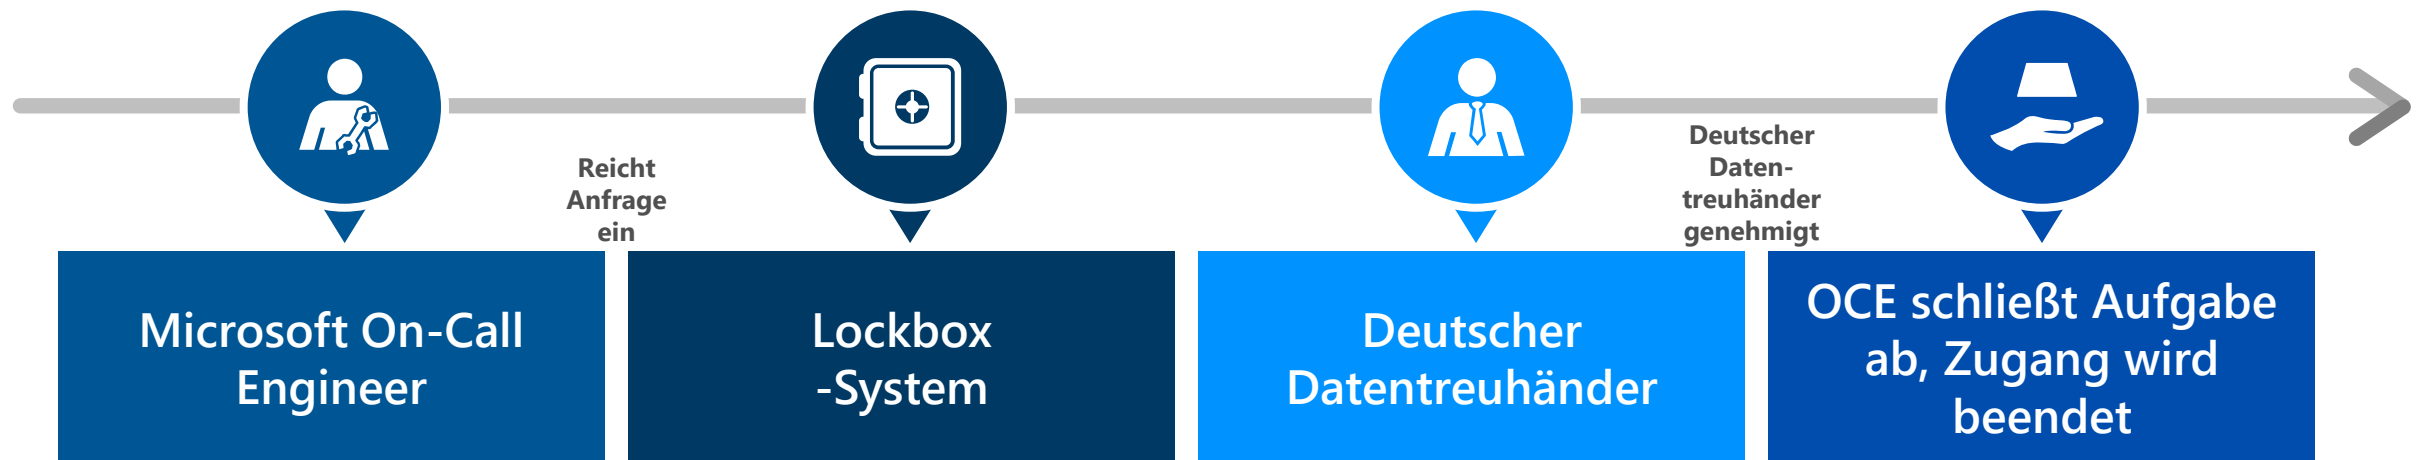 Reicht
Anfrage
ein
Deutscher
Daten-
treuhänder
genehmigt
Microsoft On-Call
Engineer
Lockbox
-System
Deutscher
Datentreuhänder
OCE schließt Aufgabe
ab, Zugang wird
beendet